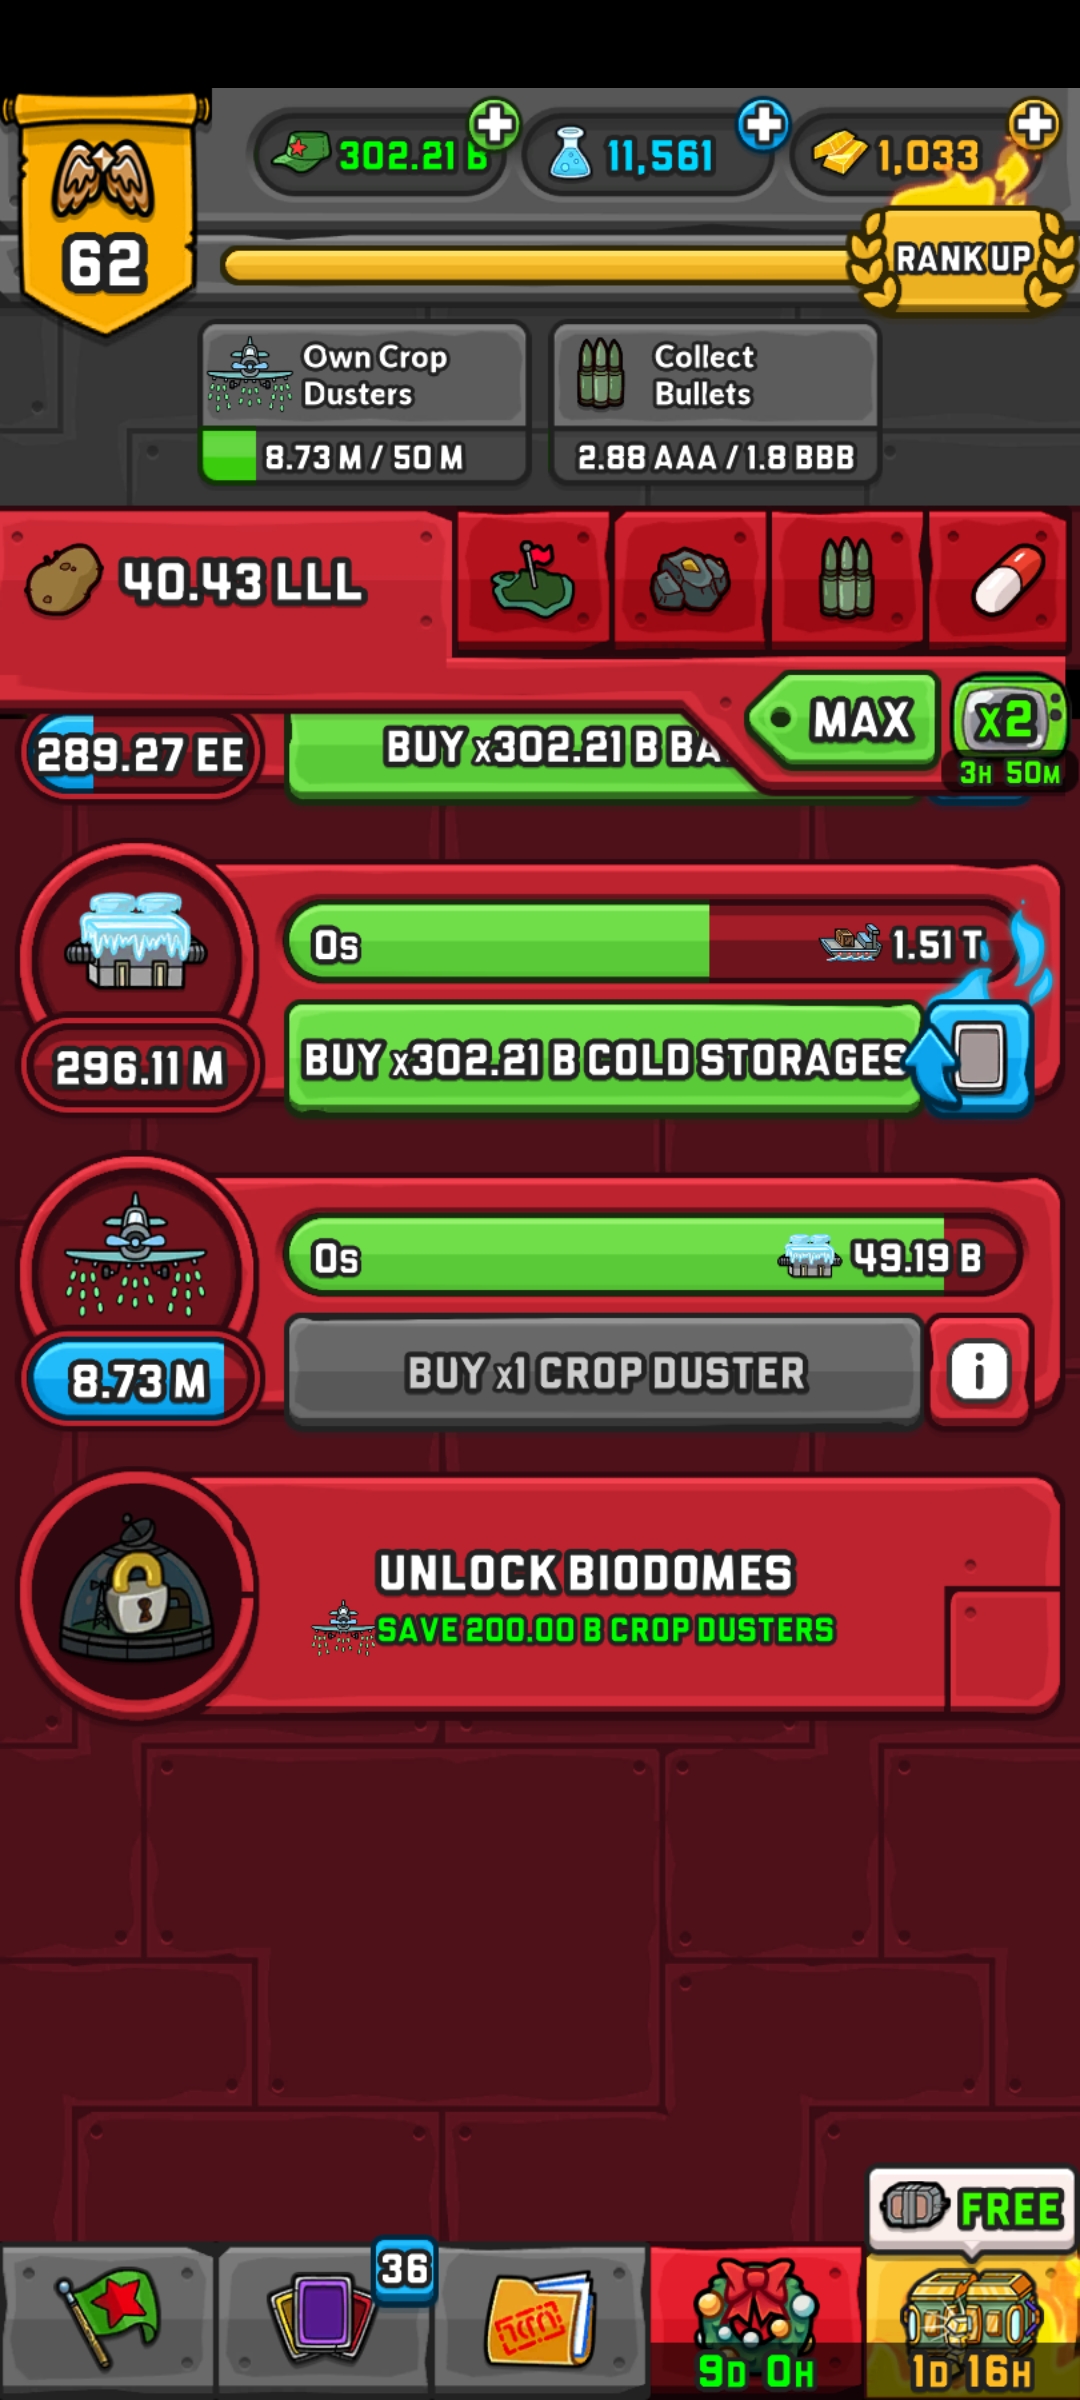 302.21 B
11,561
1,033
62
RANK UP
Own Crop
Dusters
8.73 M / 50 M
Collect
Bullets
2.88 AAA / 1.8 BBB
40.43 LLL
MAX
x2
3H 50M
289.27 EE
BUY x302.21 B BA
0s
1.51 T
296.11 M
BUY x302.21 B COLD STORAGES
0s
49.19 B
8.73 M
BUY x1 CROP DUSTER
i
UNLOCK BIODOMES
SAVE 200.00 B CROP DUSTERS
FREE
36
9D 0H
1D 16H